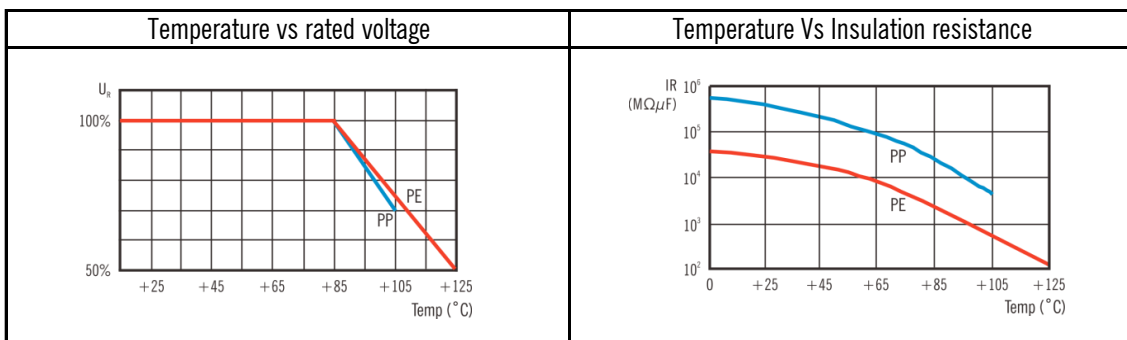 Temperature vs rated voltage
Temperature Vs Insulation resistance
U_R
100%
50%
PE
PP
+25 +45 +65 +85 +105 +125
Temp (°C)
IR
(MΩμF)
10⁶
10⁵
10⁴
10³
10²
PP
PE
0 +25 +45 +65 +85 +105 +125
Temp (°C)